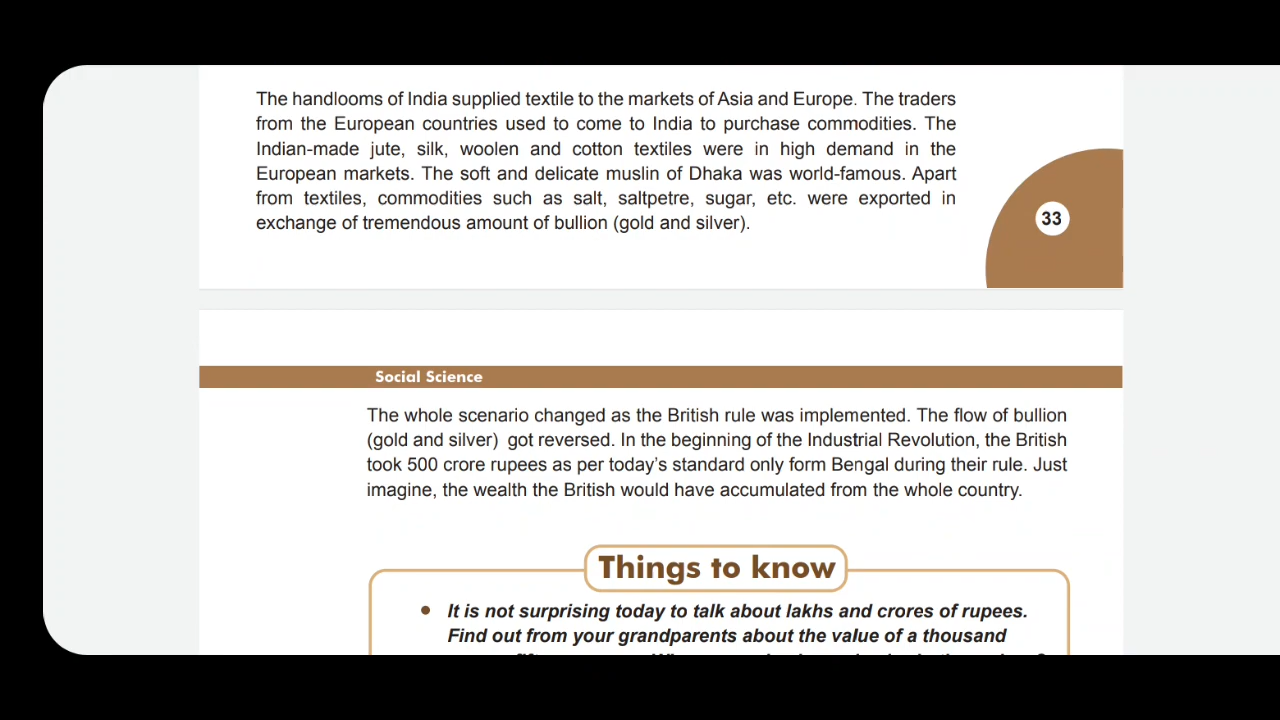 The handlooms of India supplied textile to the markets of Asia and Europe. The traders
from the European countries used to come to India to purchase commodities. The
Indian-made jute, silk, woolen and cotton textiles were in high demand in the
European markets. The soft and delicate muslin of Dhaka was world-famous. Apart
from textiles, commodities such as salt, saltpetre, sugar, etc. were exported in
exchange of tremendous amount of bullion (gold and silver).
33
Social Science
The whole scenario changed as the British rule was implemented. The flow of bullion
(gold and silver) got reversed. In the beginning of the Industrial Revolution, the British
took 500 crore rupees as per today's standard only form Bengal during their rule. Just
imagine, the wealth the British would have accumulated from the whole country.
Things to know
• It is not surprising today to talk about lakhs and crores of rupees.
Find out from your grandparents about the value of a thousand